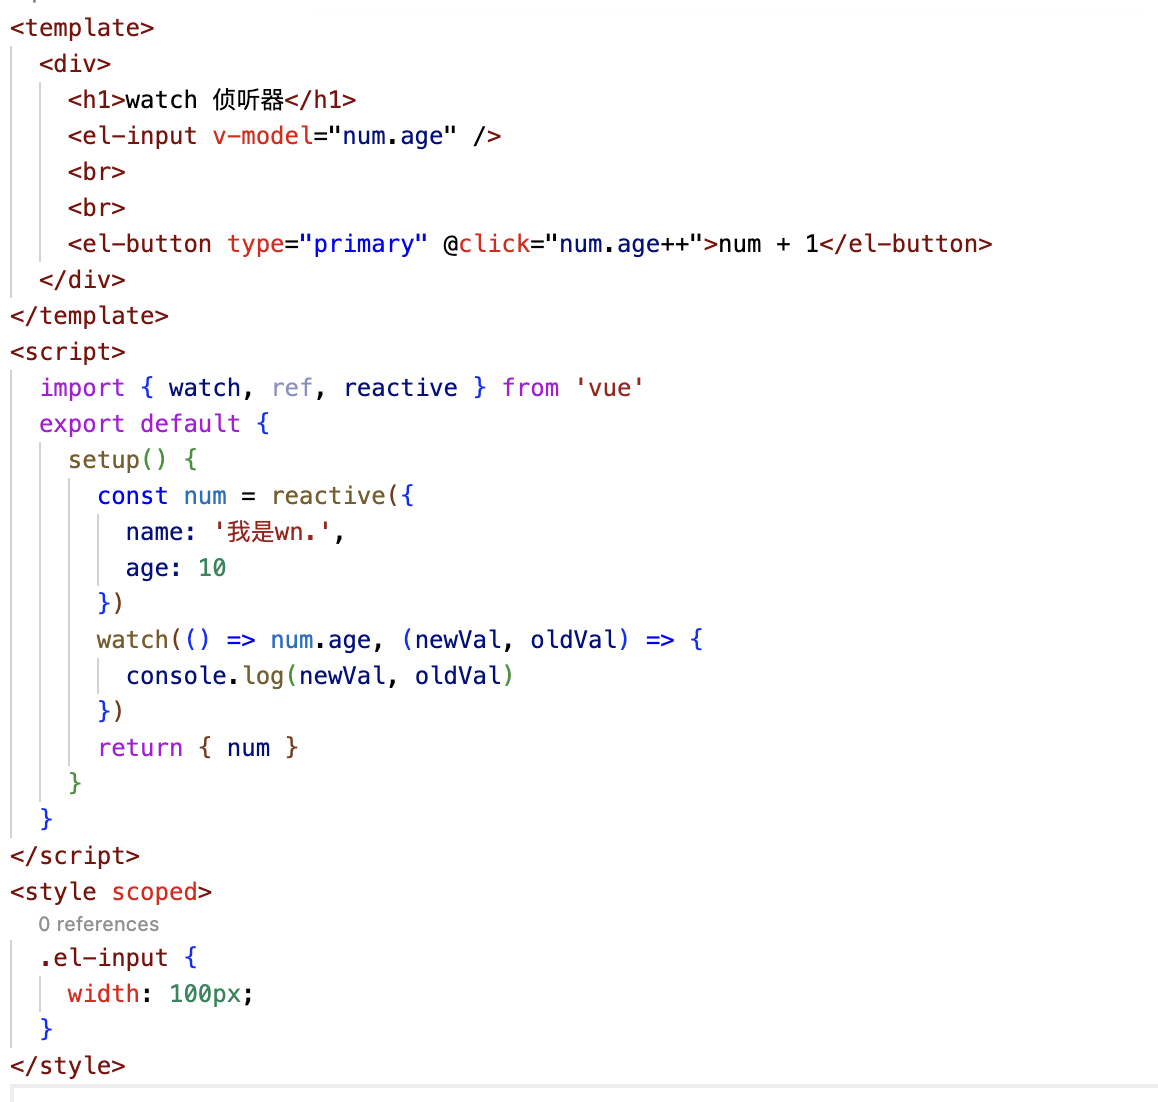 <template>
<div>
<h1>watch 侦听器</h1>
<el-input v-model="num.age" />
<br>
<br>
<el-button type="primary" @click="num.age++">num + 1</el-button>
</div>
</template>
<script>
import { watch, ref, reactive } from 'vue'
export default {
setup() {
const num = reactive({
name: '我是wn.',
age: 10
})
watch(() => num.age, (newVal, oldVal) => {
console.log(newVal, oldVal)
})
return { num }
}
}
</script>
<style scoped>
0 references
.el-input {
width: 100px;
}
</style>